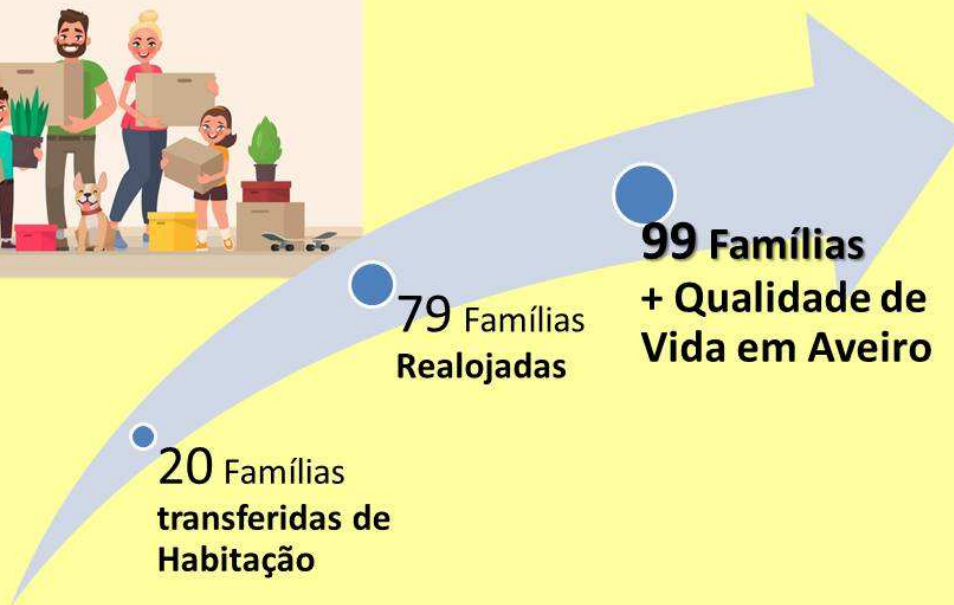 99 Famílias
+ Qualidade de
Vida em Aveiro
79 Famílias
Realojadas
20 Famílias
transferidas de
Habitação